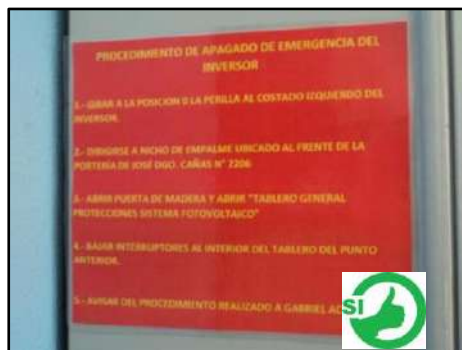 PROCEDIMIENTO DE APAGADO DE EMERGENCIA DEL
INVERSOR
1.- GIRAR A LA POSICION 0 LA PERILLA AL COSTADO IZQUIERDO DEL
INVERSOR.
2.- DIRIGIRSE A NICHO DE EMPALME UBICADO AL FRENTE DE LA
PORTERÍA DE JOSÉ DGO. CAÑAS N° 2206
3.- ABRIR PUERTA DE MADERA Y ABRIR "TABLERO GENERAL
PROTECCIONES SISTEMA FOTOVOLTAICO"
4.- BAJAR INTERRUPTORES AL INTERIOR DEL TABLERO DEL PUNTO
ANTERIOR.
5.- AVISAR DEL PROCEDIMIENTO REALIZADO A GABRIEL
SI